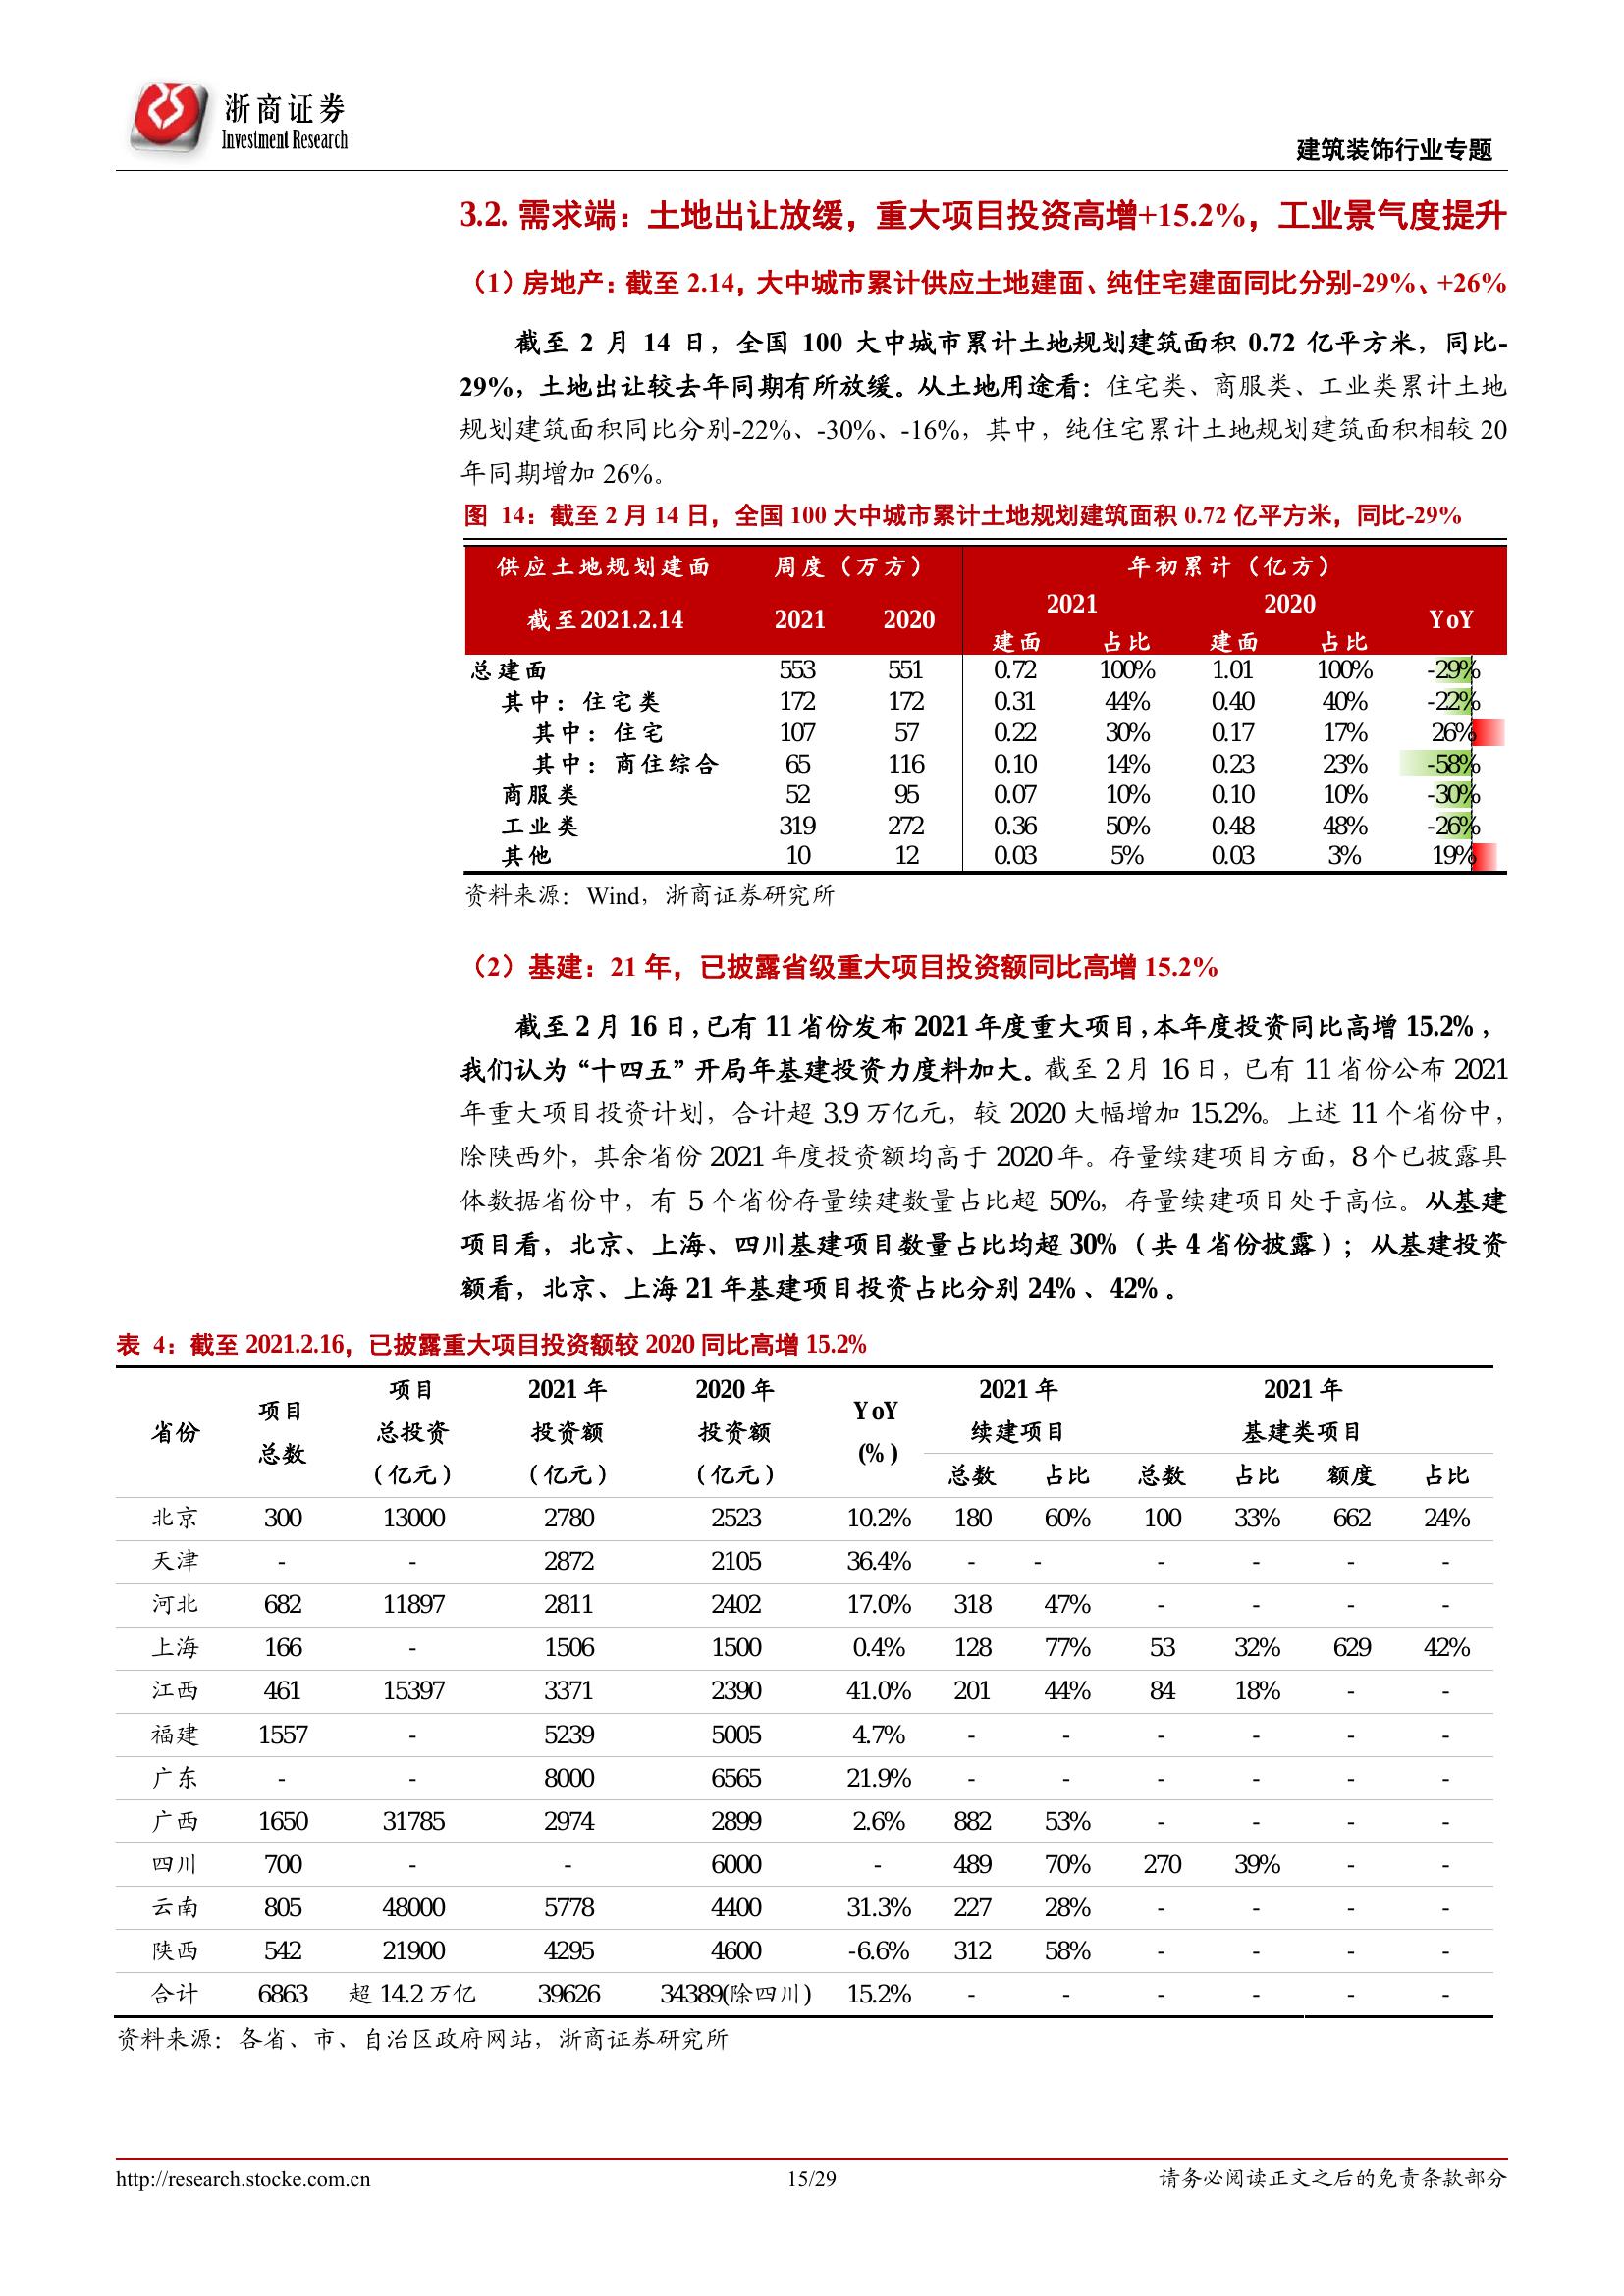 浙商证券
Investment Research
建筑装饰行业专题
3.2. 需求端：土地出让放缓，重大项目投资高增+15.2%，工业景气度提升
（1）房地产：截至 2.14，大中城市累计供应土地建面、纯住宅建面同比分别-29%、+26%
截至 2 月 14 日，全国 100 大中城市累计土地规划建筑面积 0.72 亿平方米，同比-
29%，土地出让较去年同期有所放缓。从土地用途看：住宅类、商服类、工业类累计土地
规划建筑面积同比分别-22%、-30%、-16%，其中，纯住宅累计土地规划建筑面积相较 20
年同期增加 26%。
图 14：截至 2 月 14 日，全国 100 大中城市累计土地规划建筑面积 0.72 亿平方米，同比-29%
供应土地规划建面 周度（万方） 年初累计（亿方）
截至2021.2.14 2021 2020 2021 2020 YoY
建面 占比 建面 占比
总建面 553 551 0.72 100% 1.01 100% -29%
其中：住宅类 172 172 0.31 44% 0.40 40% -22%
其中：住宅 107 57 0.22 30% 0.17 17% 26%
其中：商住综合 65 116 0.10 14% 0.23 23% -58%
商服类 52 95 0.07 10% 0.10 10% -30%
工业类 319 272 0.36 50% 0.48 48% -26%
其他 10 12 0.03 5% 0.03 3% 19%
资料来源：Wind，浙商证券研究所
（2）基建：21 年，已披露省级重大项目投资额同比高增 15.2%
截至 2 月 16 日，已有 11 省份发布 2021 年度重大项目，本年度投资同比高增 15.2%，
我们认为“十四五”开局年基建投资力度料加大。截至 2 月 16 日，已有 11 省份公布 2021
年重大项目投资计划，合计超 3.9 万亿元，较 2020 大幅增加 15.2%。上述 11 个省份中，
除陕西外，其余省份 2021 年度投资额均高于 2020 年。存量续建项目方面，8 个已披露具
体数据省份中，有 5 个省份存量续建数量占比超 50%，存量续建项目处于高位。从基建
项目看，北京、上海、四川基建项目数量占比均超 30%（共 4 省份披露）；从基建投资
额看，北京、上海 21 年基建项目投资占比分别 24%、42%。
表 4：截至 2021.2.16，已披露重大项目投资额较 2020 同比高增 15.2%
省份 项目总数 项目总投资（亿元） 2021 年投资额（亿元） 2020 年投资额（亿元） YoY(%) 2021 年续建项目 2021 年基建类项目
总数 占比 总数 占比 额度 占比
北京 300 13000 2780 2523 10.2% 180 60% 100 33% 662 24%
天津 - - 2872 2105 36.4% - - - - - -
河北 682 11897 2811 2402 17.0% 318 47% - - - -
上海 166 - 1506 1500 0.4% 128 77% 53 32% 629 42%
江西 461 15397 3371 2390 41.0% 201 44% 84 18% - -
福建 1557 - 5239 5005 4.7% - - - - - -
广东 - - 8000 6565 21.9% - - - - - -
广西 1650 31785 2974 2899 2.6% 882 53% - - - -
四川 700 - - 6000 - 489 70% 270 39% - -
云南 805 48000 5778 4400 31.3% 227 28% - - - -
陕西 542 21900 4295 4600 -6.6% 312 58% - - - -
合计 6863 超 14.2 万亿 39626 34389(除四川) 15.2% - - - - - -
资料来源：各省、市、自治区政府网站，浙商证券研究所
http://research.stocke.com.cn 15/29 请务必阅读正文之后的免责条款部分